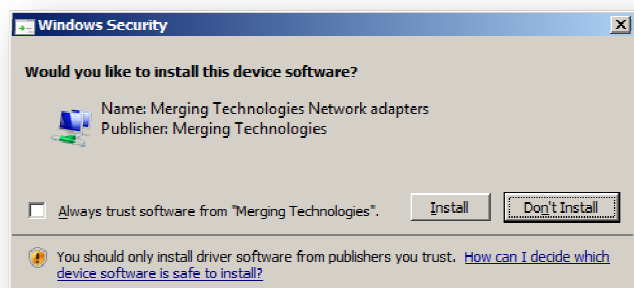 Windows Security
Would you like to install this device software?
Name: Merging Technologies Network adapters
Publisher: Merging Technologies
Always trust software from "Merging Technologies".
Install
Don't Install
You should only install driver software from publishers you trust. How can I decide which
device software is safe to install?